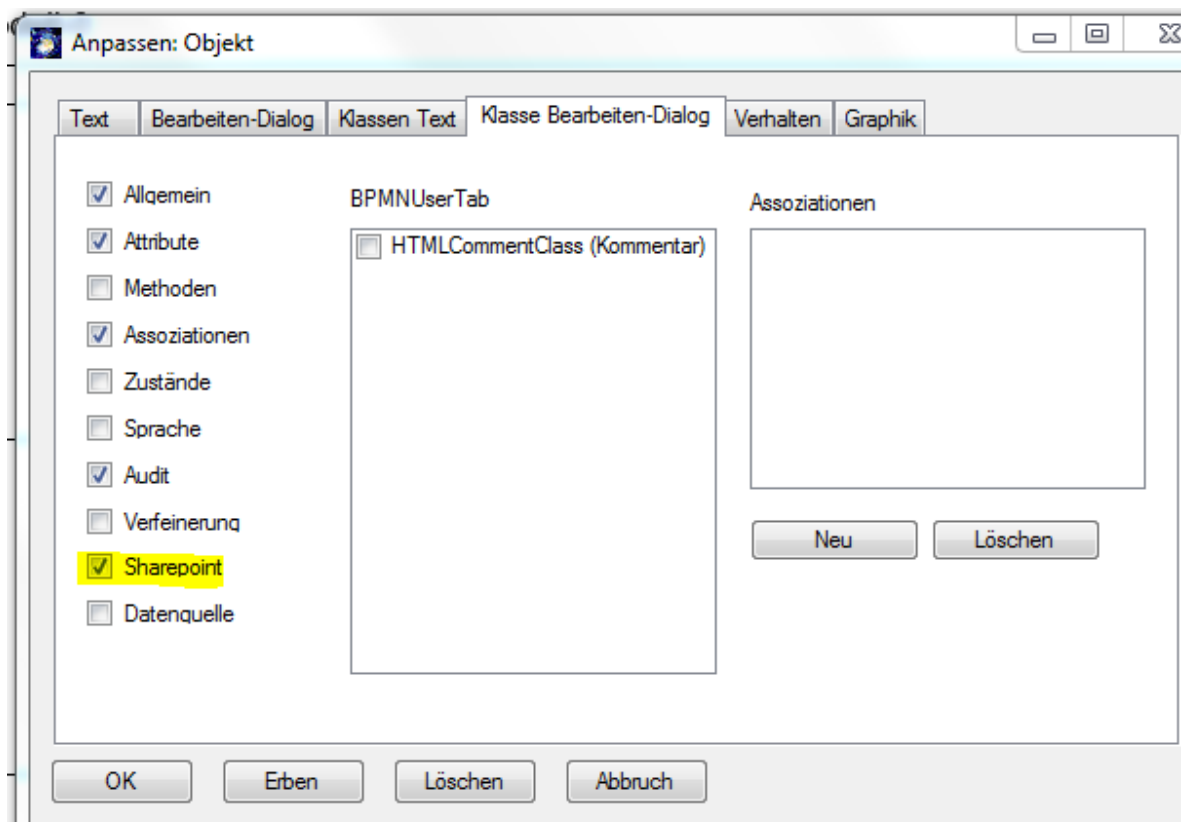 Anpassen: Objekt
Text Bearbeiten-Dialog Klassen Text Klasse Bearbeiten-Dialog Verhalten Graphik
Allgemein
Attribute
Methoden
Assoziationen
Zustände
Sprache
Audit
Verfeinerung
Sharepoint
Datenquelle
BPMNUserTab
HTMLCommentClass (Kommentar)
Assoziationen
Neu Löschen
OK Erben Löschen Abbruch